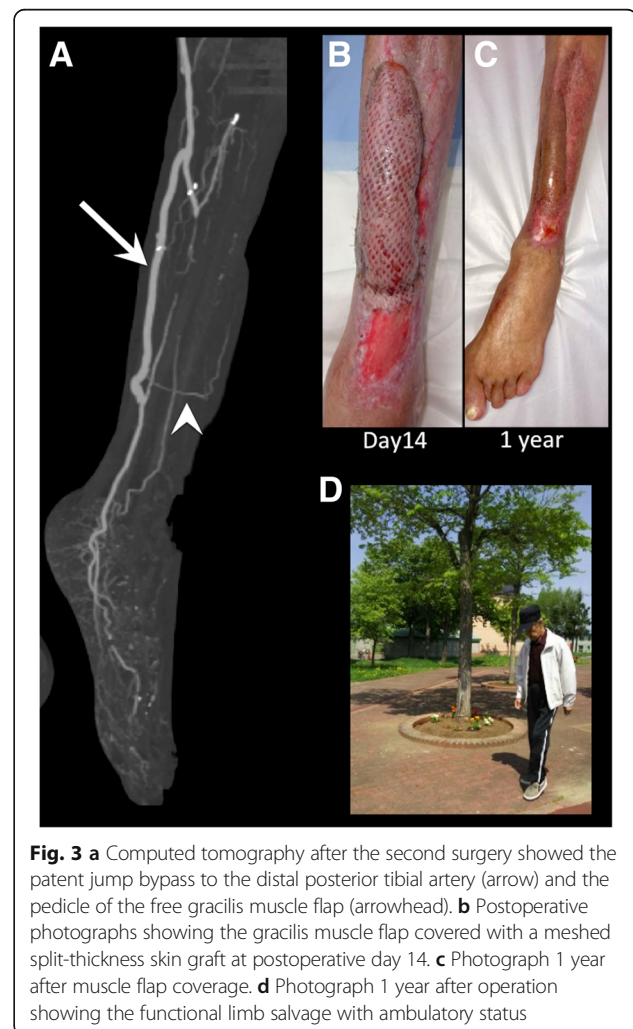 A
B
C
Day14
1 year
D
Fig. 3 a Computed tomography after the second surgery showed the
patent jump bypass to the distal posterior tibial artery (arrow) and the
pedicle of the free gracilis muscle flap (arrowhead). b Postoperative
photographs showing the gracilis muscle flap covered with a meshed
split-thickness skin graft at postoperative day 14. c Photograph 1 year
after muscle flap coverage. d Photograph 1 year after operation
showing the functional limb salvage with ambulatory status